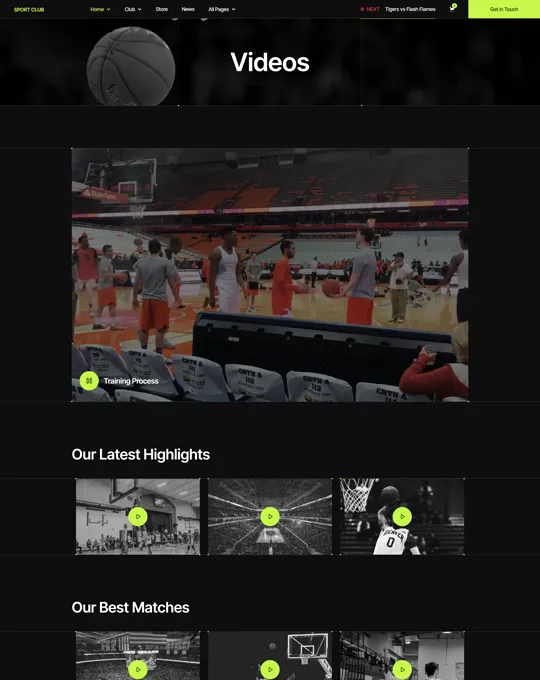 SPORT CLUB
Home
Club
Store
News
All Pages
NEXT
Tigers vs Flash Flames
Get in Touch
Videos
Training Process
Our Latest Highlights
DENVER
0
Our Best Matches